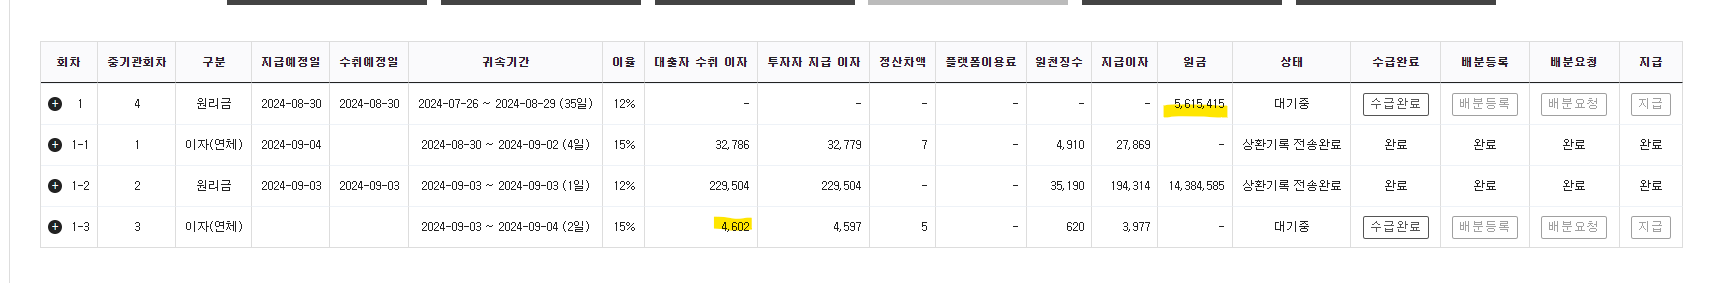 회차 중기관회차 구분 지급예정일 수취예정일 귀속기간 이율 대출자 수취 이자 투자자 지급 이자 정산차액 플랫폼이용료 원천징수 지급이자 원금 상태 수급완료 배분등록 배분요청 지급
+ 1 4 원리금 2024-08-30 2024-08-30 2024-07-26 ~ 2024-08-29 (35일) 12% - - - - - - 5,615,415 대기중 수급완료 배분등록 배분요청 지급
+ 1-1 1 이자(연체) 2024-09-04 2024-08-30 ~ 2024-09-02 (4일) 15% 32,786 32,779 7 - 4,910 27,869 - 상환기록 전송완료 완료 완료 완료 완료
+ 1-2 2 원리금 2024-09-03 2024-09-03 2024-09-03 ~ 2024-09-03 (1일) 12% 229,504 229,504 - - 35,190 194,314 14,384,585 상환기록 전송완료 완료 완료 완료 완료
+ 1-3 3 이자(연체) 2024-09-03 ~ 2024-09-04 (2일) 15% 4,602 4,597 5 - 620 3,977 - 대기중 수급완료 배분등록 배분요청 지급